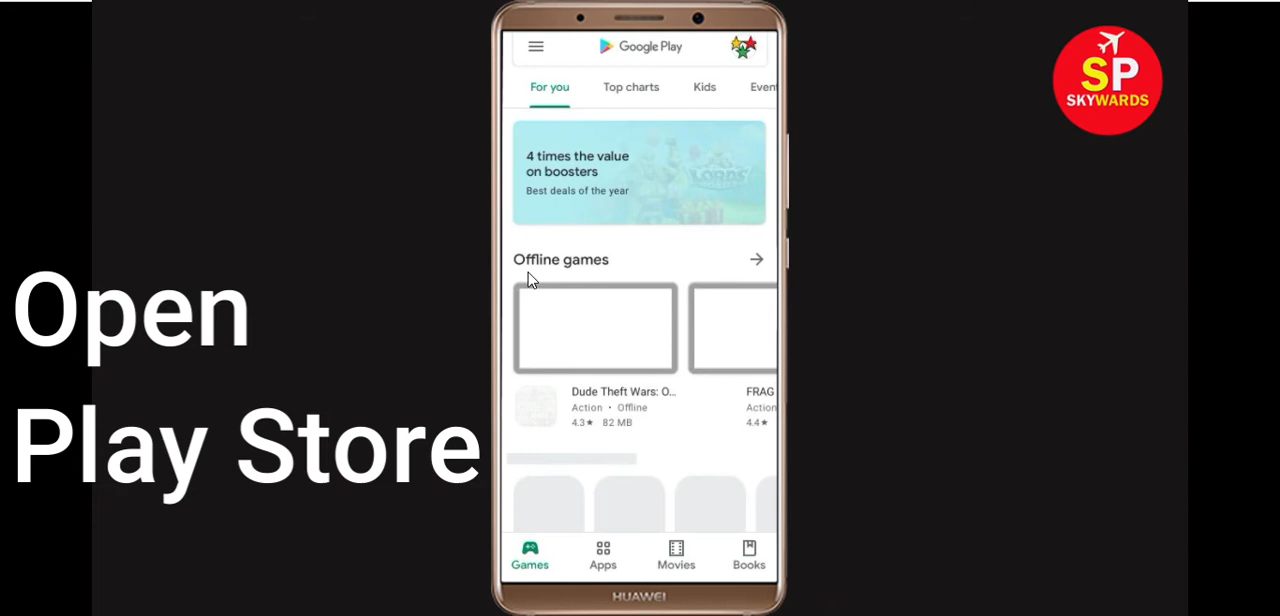 Google Play
For you Top charts Kids Even
4 times the value
on boosters
Best deals of the year
LORDS
Offline games
Dude Theft Wars: O...
Action • Offline
4.3★ 82 MB
FRAG
Action
4.4★
Games Apps Movies Books
HUAWEI
Open
Play Store
SP
SKYWARDS